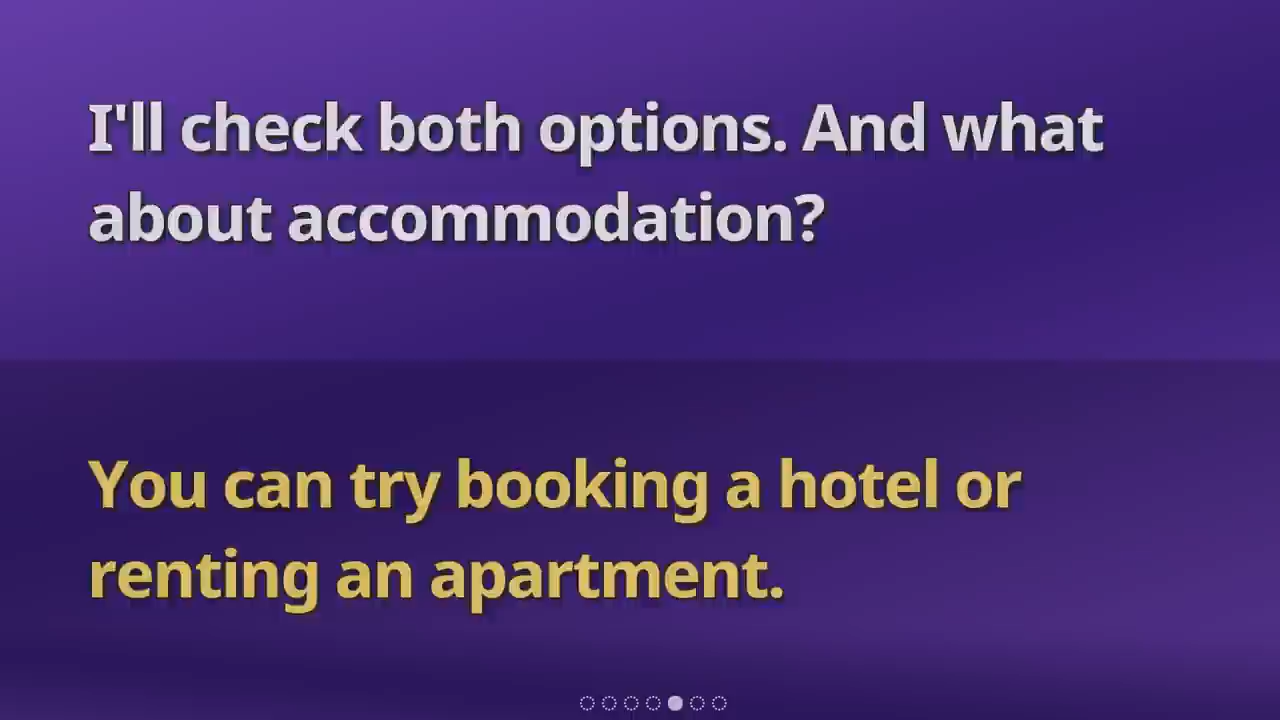 I'll check both options. And what
about accommodation?
You can try booking a hotel or
renting an apartment.